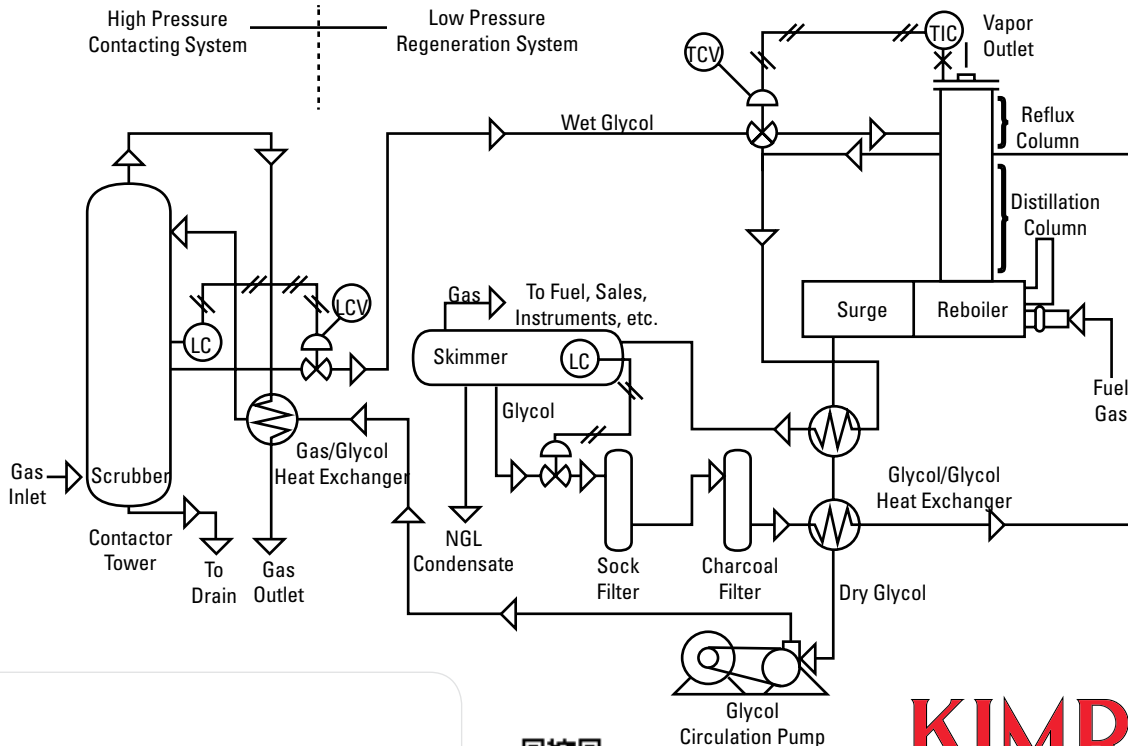 High Pressure
Contacting System
Low Pressure
Regeneration System
TCV
TIC
Vapor
Outlet
Wet Glycol
Reflux
Column
Distillation
Column
LCV
LC
Gas
To Fuel, Sales,
Instruments, etc.
Surge
Reboiler
Skimmer
LC
Fuel
Gas
Glycol
Gas/Glycol
Heat Exchanger
Gas
Inlet
Scrubber
Glycol/Glycol
Heat Exchanger
Contactor
Tower
To
Drain
Gas
Outlet
NGL
Condensate
Sock
Filter
Charcoal
Filter
Dry Glycol
Glycol
Circulation Pump